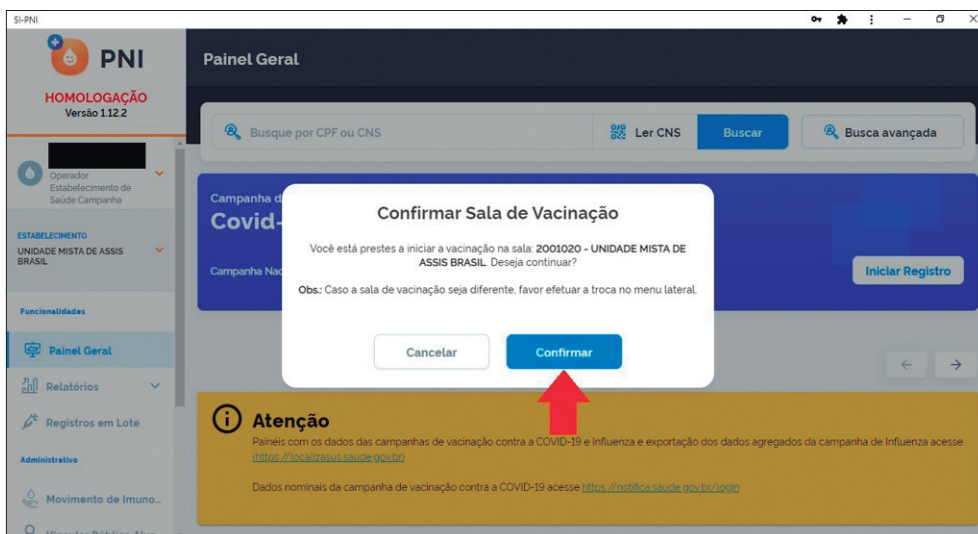 SI-PNI
PNI
HOMOLOGAÇÃO
Versão 1.12.2
Operador
Estabelecimento de
Saúde Campanha
ESTABELECIMENTO
UNIDADE MISTA DE ASSIS
BRASIL
Funcionalidades
Painel Geral
Relatórios
Registros em Lote
Administrativo
Movimento de Imuno...
Painel Geral
Busque por CPF ou CNS
Ler CNS
Buscar
Busca avançada
Campanha d
Covid-
Campanha Nac
Iniciar Registro
Confirmar Sala de Vacinação
Você está prestes a iniciar a vacinação na sala: 2001020 - UNIDADE MISTA DE
ASSIS BRASIL. Deseja continuar?
Obs.: Caso a sala de vacinação seja diferente, favor efetuar a troca no menu lateral.
Cancelar
Confirmar
Atenção
Painéis com os dados das campanhas de vacinação contra a COVID-19 e Influenza e exportação dos dados agregados da campanha de Influenza acesse:
(https://localizasus.saude.gov.br)
Dados nominais da campanha de vacinação contra a COVID-19 acesse https://notifica.saude.gov.br/login